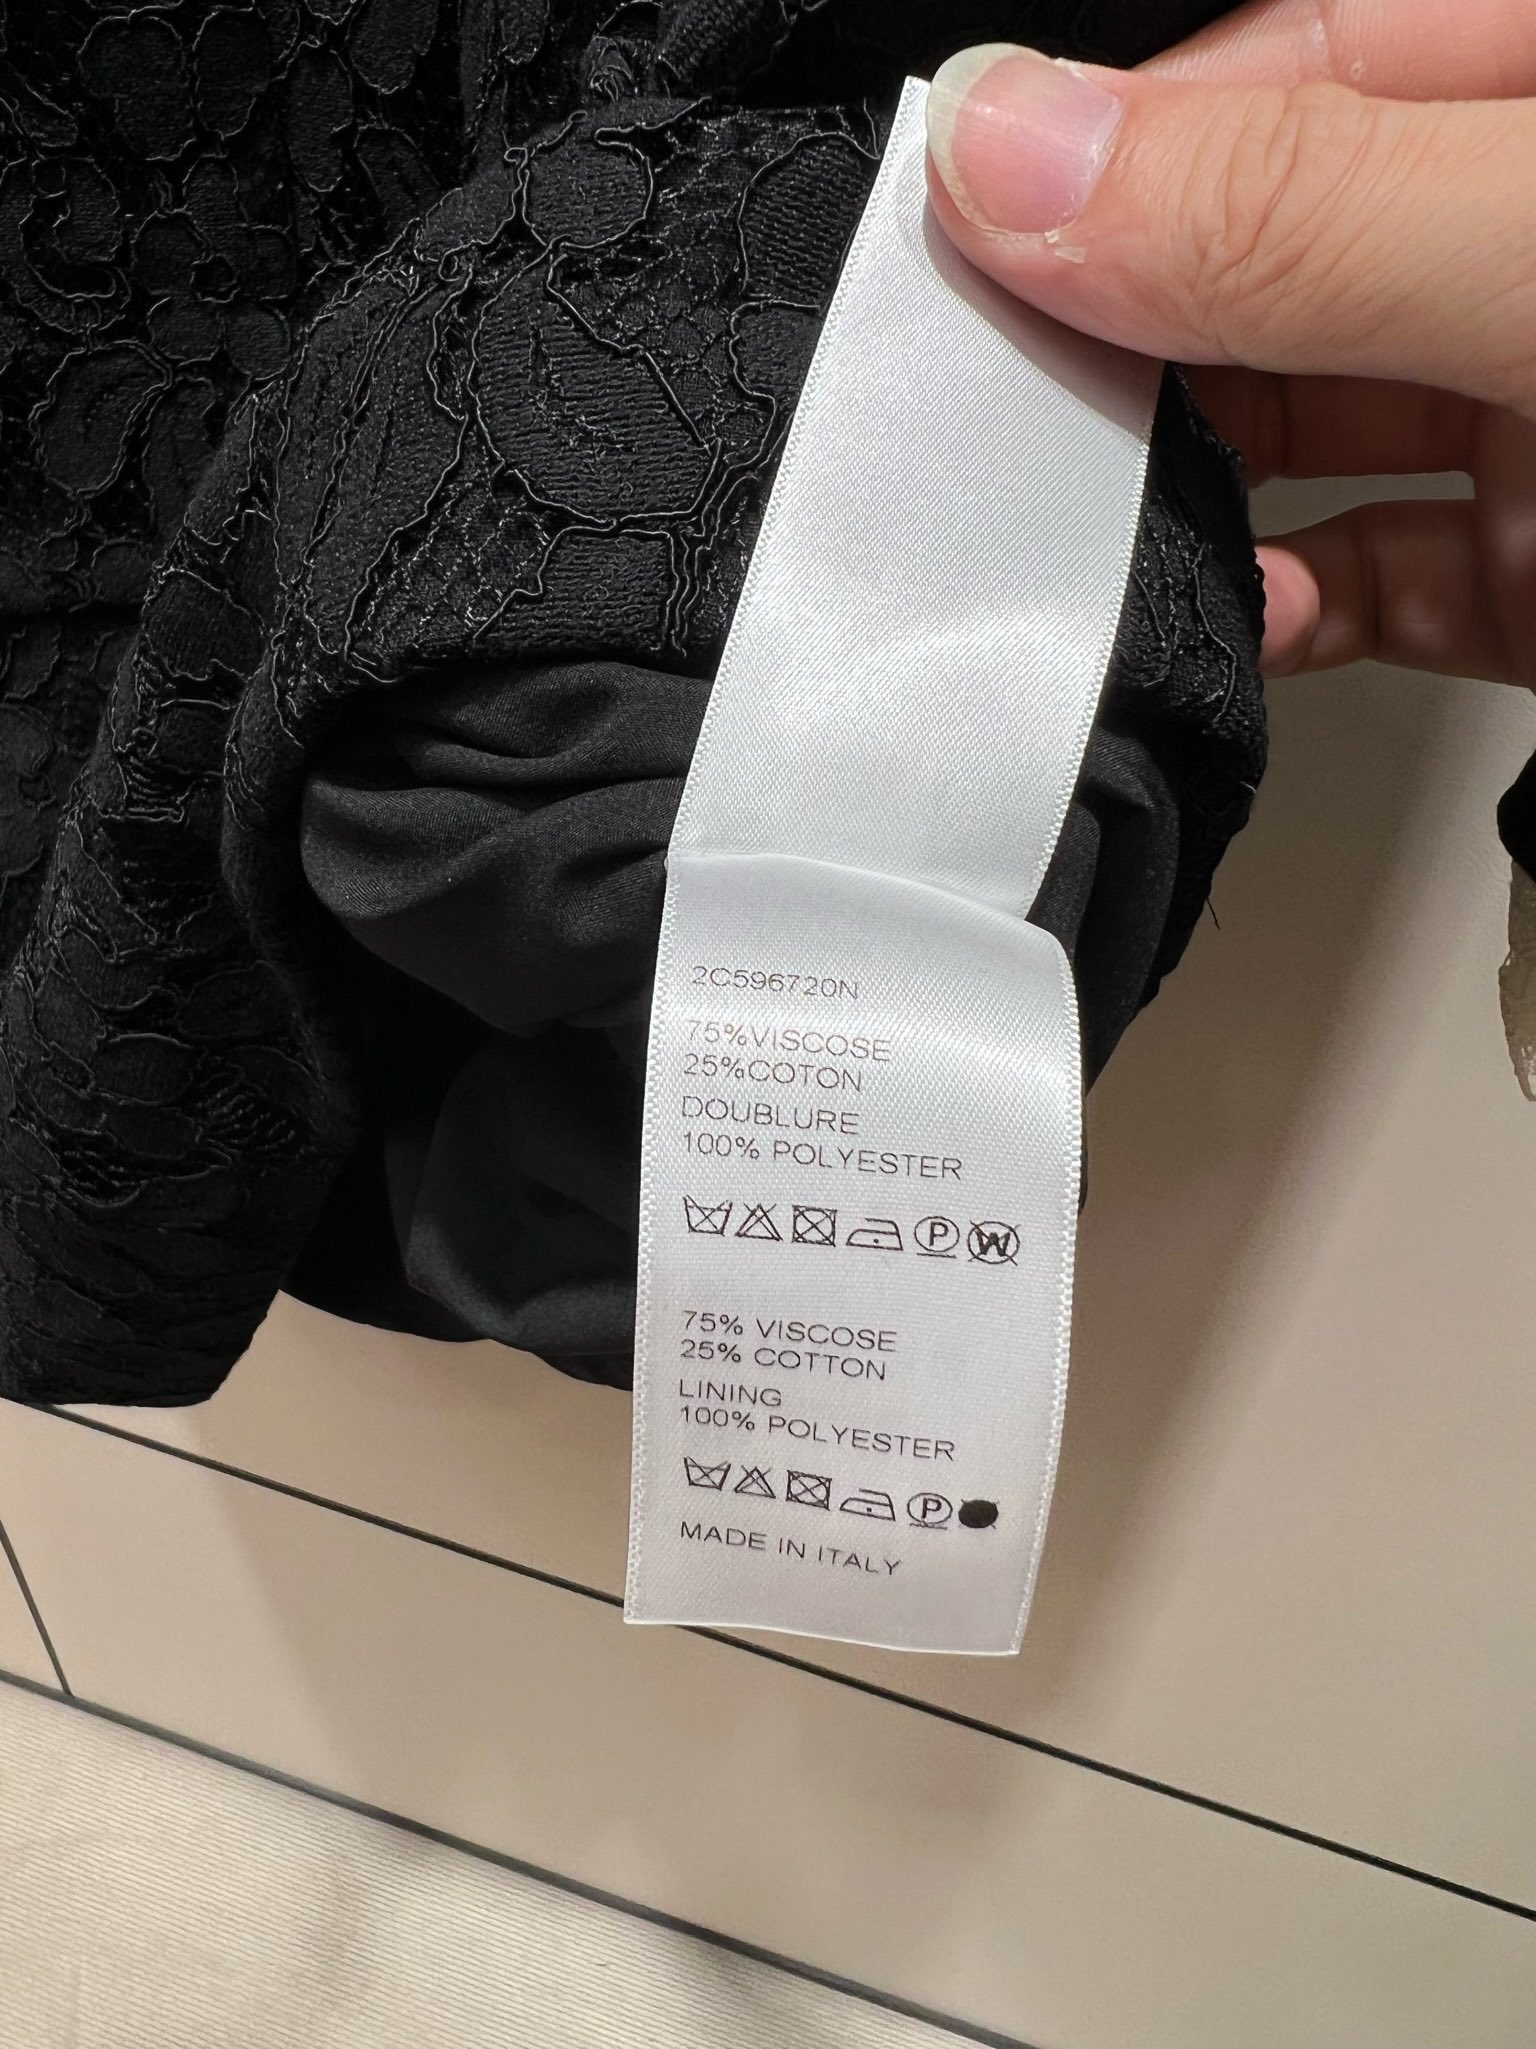 2C596720N
75%VISCOSE
25%COTON
DOUBLURE
100% POLYESTER
P W
75% VISCOSE
25% COTTON
LINING
100% POLYESTER
P
MADE IN ITALY